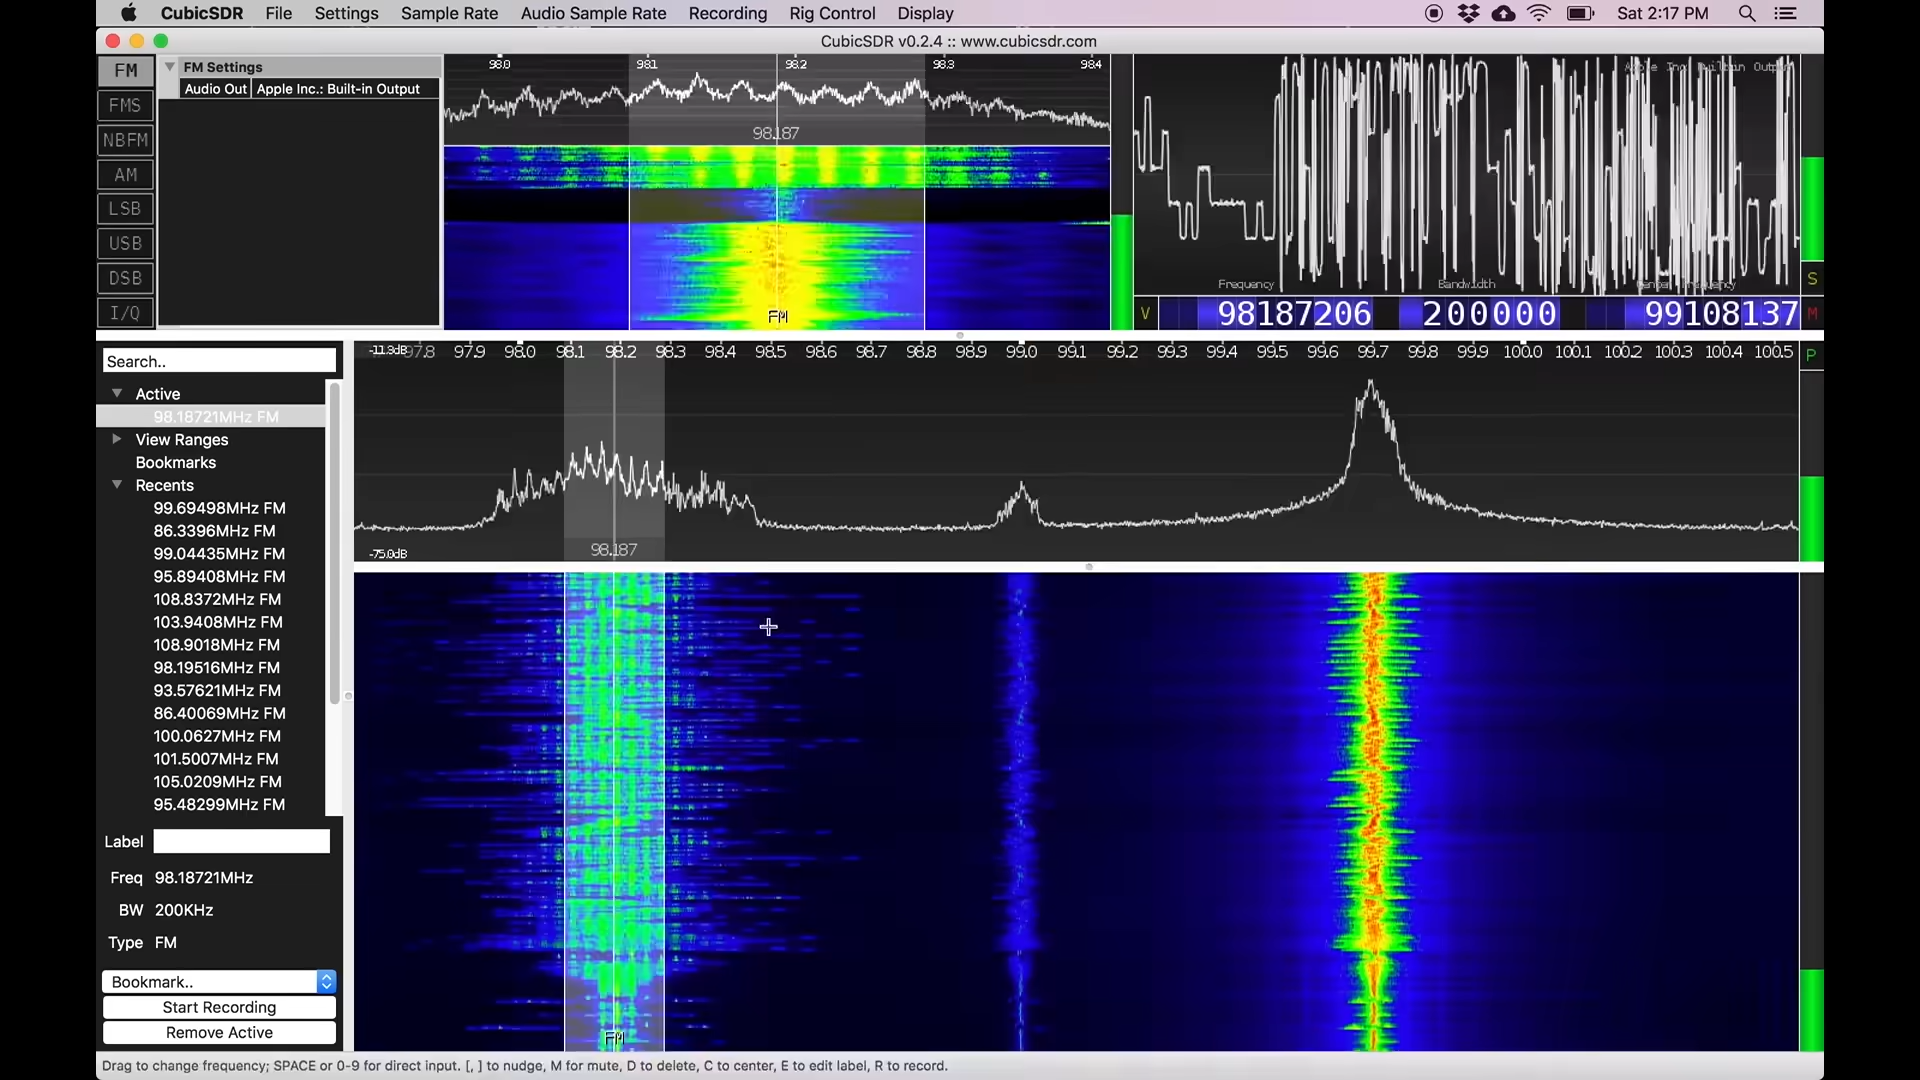 CubicSDR File Settings Sample Rate Audio Sample Rate Recording Rig Control Display Sat 2:17 PM
CubicSDR v0.2.4 :: www.cubicsdr.com
FM
FMS
NBFM
AM
LSB
USB
DSB
I/Q
FM Settings
Audio Out Apple Inc.: Built-in Output
98.0 98.1 98.2 98.3 98.4
98.187
FM
Apple Inc.: Built-in Output
Frequency Bandwidth Center Frequency
V 98187206 200000 99108137 M
S
Search..
Active
98.18721MHz FM
View Ranges
Bookmarks
Recents
99.69498MHz FM
86.3396MHz FM
99.04435MHz FM
95.89408MHz FM
108.8372MHz FM
103.9408MHz FM
108.9018MHz FM
98.19516MHz FM
93.57621MHz FM
86.40069MHz FM
100.0627MHz FM
101.5007MHz FM
105.0209MHz FM
95.48299MHz FM
Label
Freq 98.18721MHz
BW 200KHz
Type FM
Bookmark..
Start Recording
Remove Active
-11.3dB 97.8 97.9 98.0 98.1 98.2 98.3 98.4 98.5 98.6 98.7 98.8 98.9 99.0 99.1 99.2 99.3 99.4 99.5 99.6 99.7 99.8 99.9 100.0 100.1 100.2 100.3 100.4 100.5 P
98.187
-75.0dB
FM
Drag to change frequency; SPACE or 0-9 for direct input. [, ] to nudge, M for mute, D to delete, C to center, E to edit label, R to record.